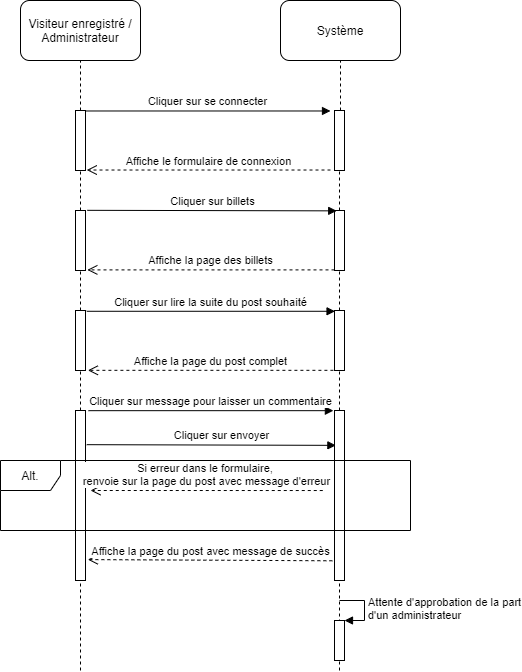 Visiteur enregistré /
Administrateur
Système
Cliquer sur se connecter
Affiche le formulaire de connexion
Cliquer sur billets
Affiche la page des billets
Cliquer sur lire la suite du post souhaité
Affiche la page du post complet
Cliquer sur message pour laisser un commentaire
Cliquer sur envoyer
Alt.
Si erreur dans le formulaire,
renvoie sur la page du post avec message d'erreur
Affiche la page du post avec message de succès
Attente d'approbation de la part
d'un administrateur